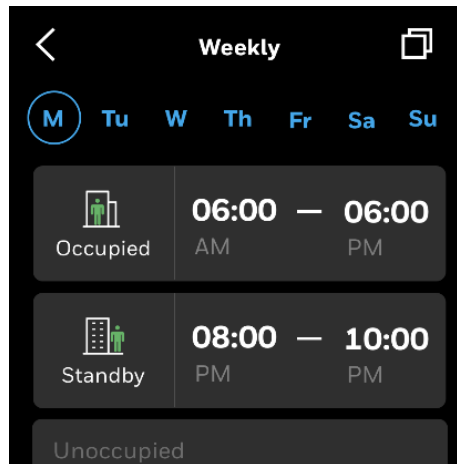 Weekly
M Tu W Th Fr Sa Su
06:00 — 06:00
Occupied AM PM
08:00 — 10:00
Standby PM PM
Unoccupied